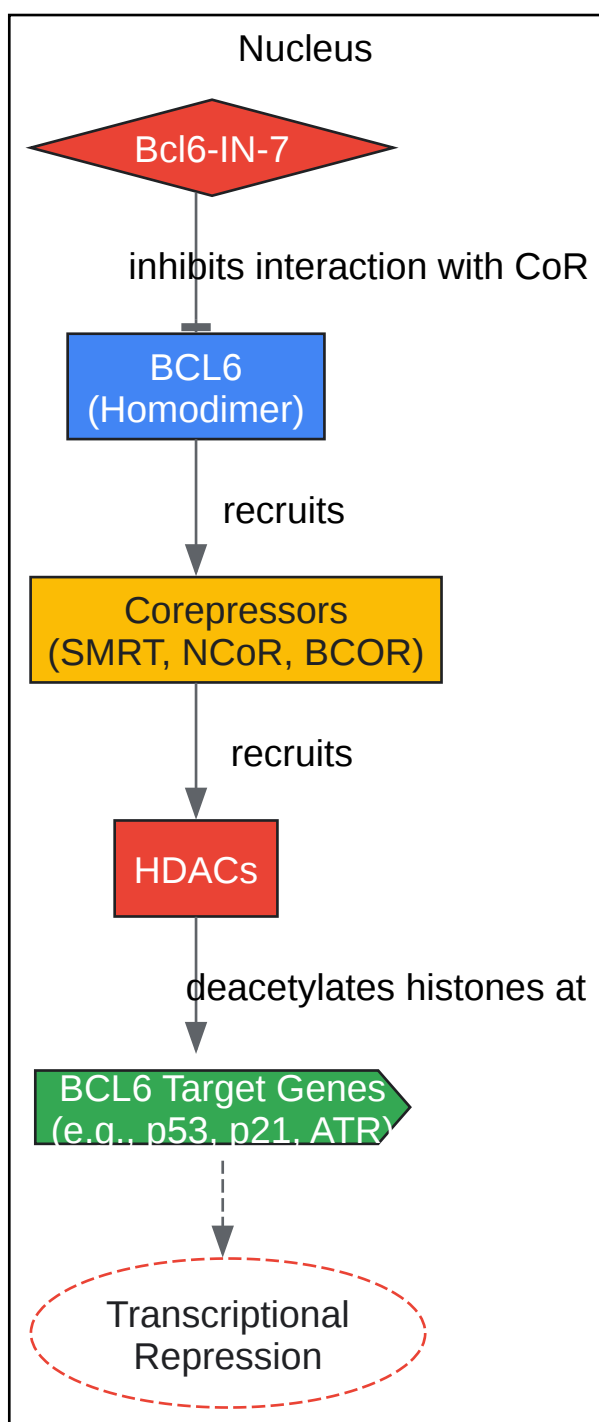 Nucleus
Bcl6-IN-7
inhibits interaction with CoR
BCL6
(Homodimer)
recruits
Corepressors
(SMRT, NCoR, BCOR)
recruits
HDACs
deacetylates histones at
BCL6 Target Genes
(e.g., p53, p21, ATR)
Transcriptional
Repression